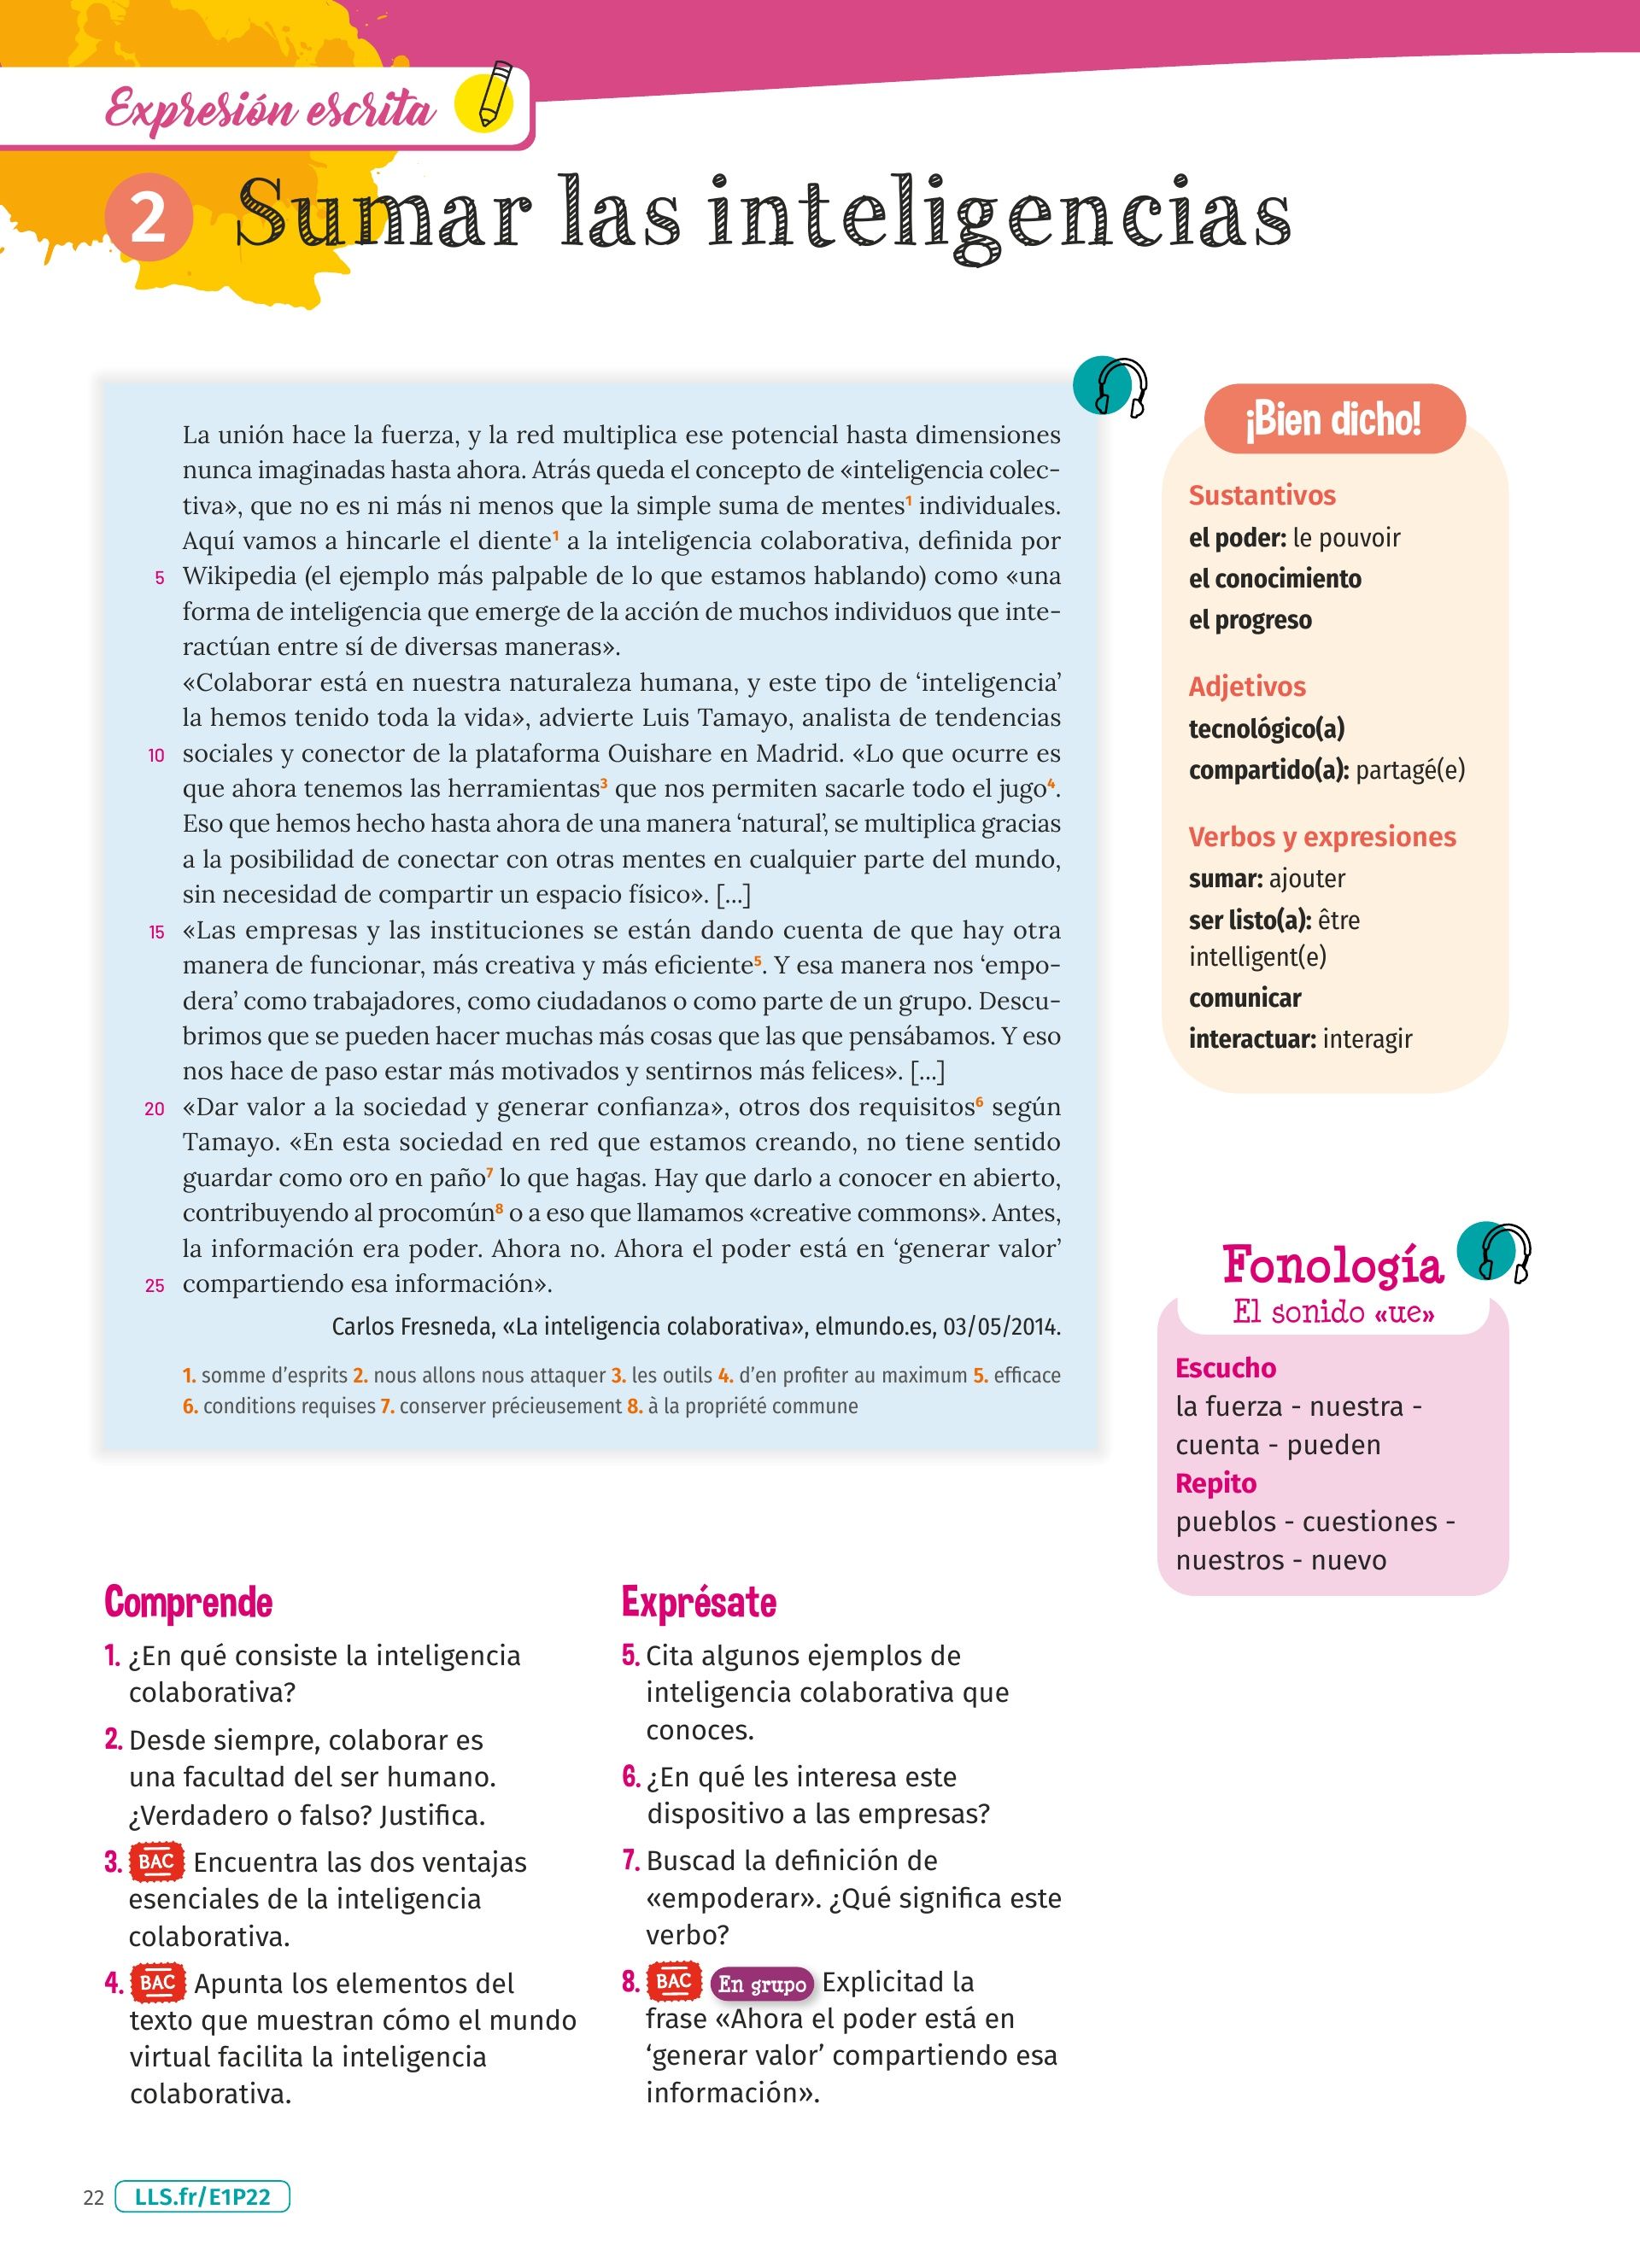 Expresión escrita
2 Sumar las inteligencias
La unión hace la fuerza, y la red multiplica ese potencial hasta dimensiones
nunca imaginadas hasta ahora. Atrás queda el concepto de «inteligencia colec-
tiva», que no es ni más ni menos que la simple suma de mentes¹ individuales.
Aquí vamos a hincarle el diente¹ a la inteligencia colaborativa, definida por
5 Wikipedia (el ejemplo más palpable de lo que estamos hablando) como «una
forma de inteligencia que emerge de la acción de muchos individuos que inte-
ractúan entre sí de diversas maneras».
«Colaborar está en nuestra naturaleza humana, y este tipo de ‘inteligencia’
la hemos tenido toda la vida», advierte Luis Tamayo, analista de tendencias
10 sociales y conector de la plataforma Ouishare en Madrid. «Lo que ocurre es
que ahora tenemos las herramientas³ que nos permiten sacarle todo el jugo⁴.
Eso que hemos hecho hasta ahora de una manera ‘natural’, se multiplica gracias
a la posibilidad de conectar con otras mentes en cualquier parte del mundo,
sin necesidad de compartir un espacio físico». [...]
15 «Las empresas y las instituciones se están dando cuenta de que hay otra
manera de funcionar, más creativa y más eficiente⁵. Y esa manera nos ‘empo-
dera’ como trabajadores, como ciudadanos o como parte de un grupo. Descu-
brimos que se pueden hacer muchas más cosas que las que pensábamos. Y eso
nos hace de paso estar más motivados y sentirnos más felices». [...]
20 «Dar valor a la sociedad y generar confianza», otros dos requisitos⁶ según
Tamayo. «En esta sociedad en red que estamos creando, no tiene sentido
guardar como oro en paño⁷ lo que hagas. Hay que darlo a conocer en abierto,
contribuyendo al procomún⁸ o a eso que llamamos «creative commons». Antes,
la información era poder. Ahora no. Ahora el poder está en ‘generar valor’
25 compartiendo esa información».
Carlos Fresneda, «La inteligencia colaborativa», elmundo.es, 03/05/2014.
1. somme d’esprits 2. nous allons nous attaquer 3. les outils 4. d’en profiter au maximum 5. efficace
6. conditions requises 7. conserver précieusement 8. à la propriété commune
¡Bien dicho!
Sustantivos
el poder: le pouvoir
el conocimiento
el progreso
Adjetivos
tecnológico(a)
compartido(a): partagé(e)
Verbos y expresiones
sumar: ajouter
ser listo(a): être
intelligent(e)
comunicar
interactuar: interagir
Fonología
El sonido «ue»
Escucho
la fuerza - nuestra -
cuenta - pueden
Repito
pueblos - cuestiones -
nuestros - nuevo
Comprende
1. ¿En qué consiste la inteligencia
colaborativa?
2. Desde siempre, colaborar es
una facultad del ser humano.
¿Verdadero o falso? Justifica.
3. BAC Encuentra las dos ventajas
esenciales de la inteligencia
colaborativa.
4. BAC Apunta los elementos del
texto que muestran cómo el mundo
virtual facilita la inteligencia
colaborativa.
Exprésate
5. Cita algunos ejemplos de
inteligencia colaborativa que
conoces.
6. ¿En qué les interesa este
dispositivo a las empresas?
7. Buscad la definición de
«empoderar». ¿Qué significa este
verbo?
8. BAC En grupo Explicitad la
frase «Ahora el poder está en
‘generar valor’ compartiendo esa
información».
22 LLS.fr/E1P22